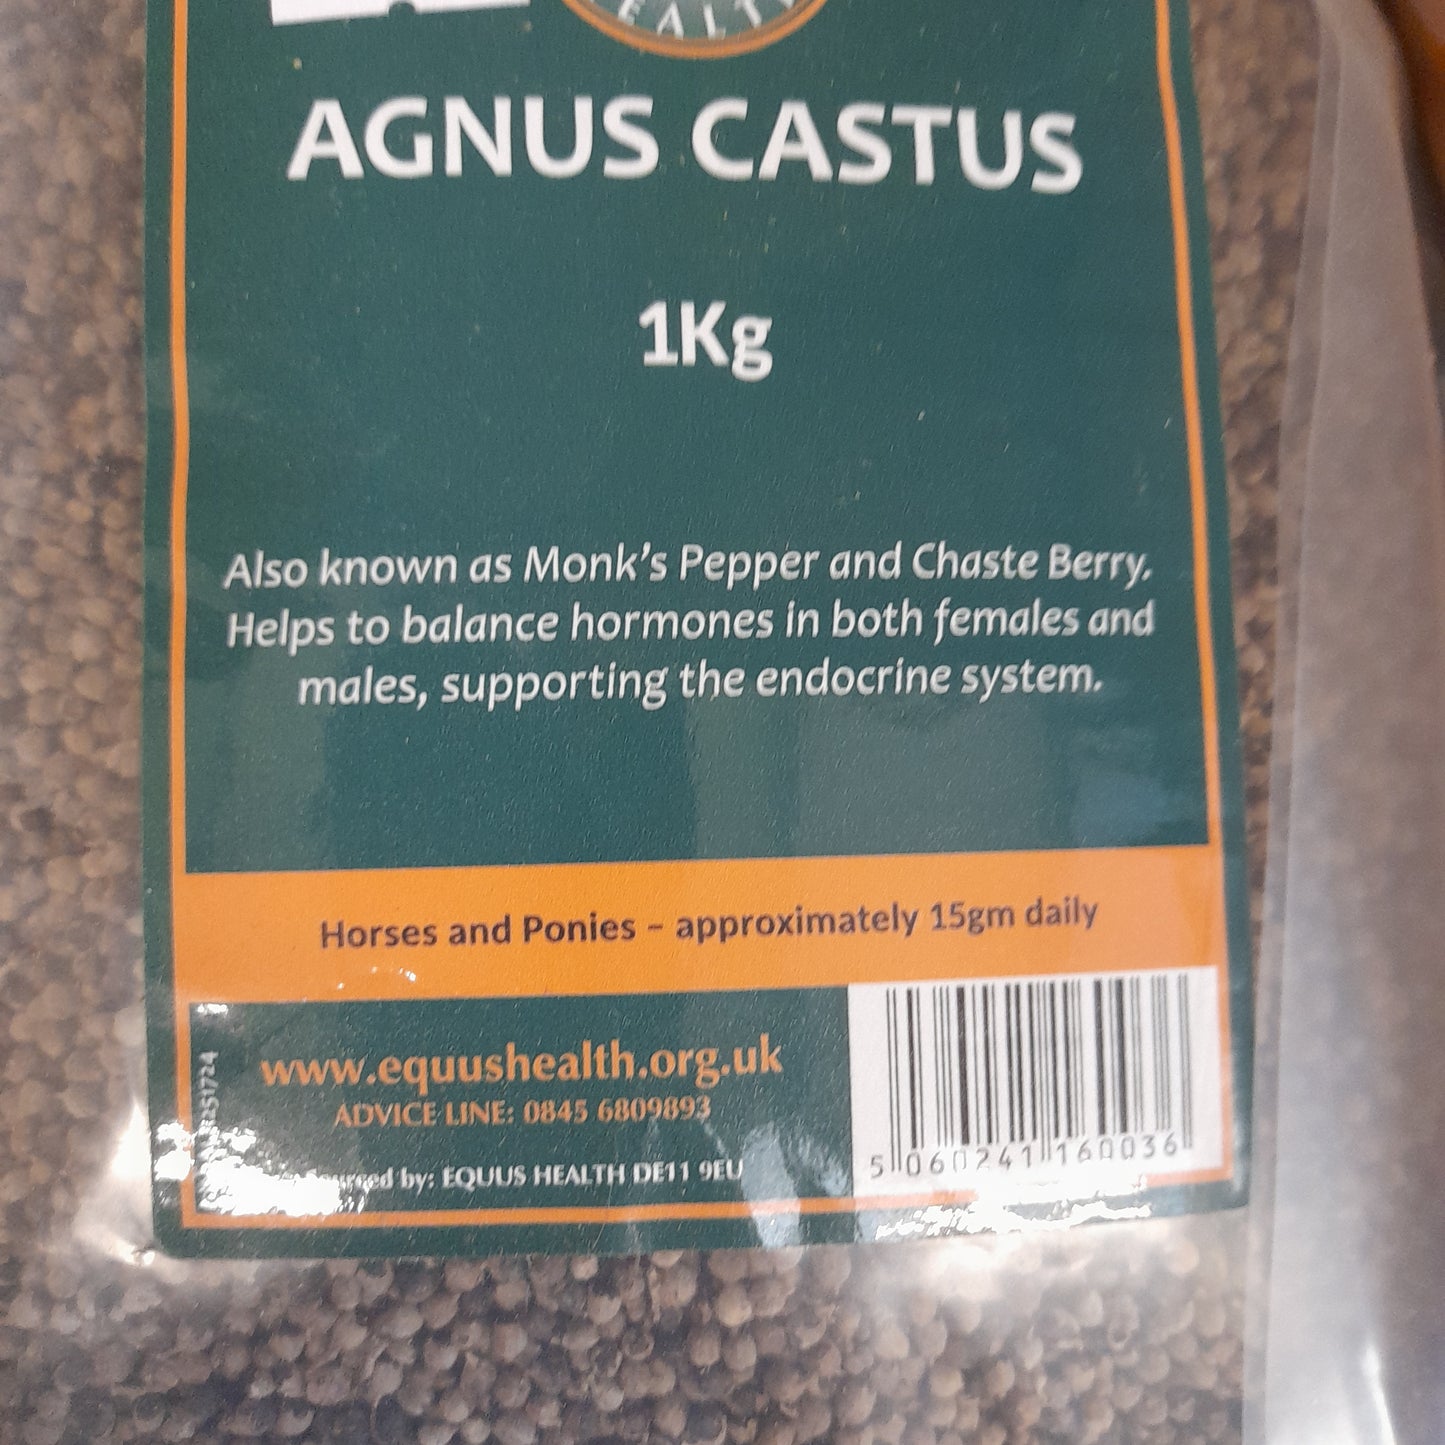 HEALTH
AGNUS CASTUS
1Kg
Also known as Monk's Pepper and Chaste Berry.
Helps to balance hormones in both females and
males, supporting the endocrine system.
Horses and Ponies – approximately 15gm daily
www.equushealth.org.uk
ADVICE LINE: 0845 6809893
by: EQUUS HEALTH DE11 9EU
5 060241 160036